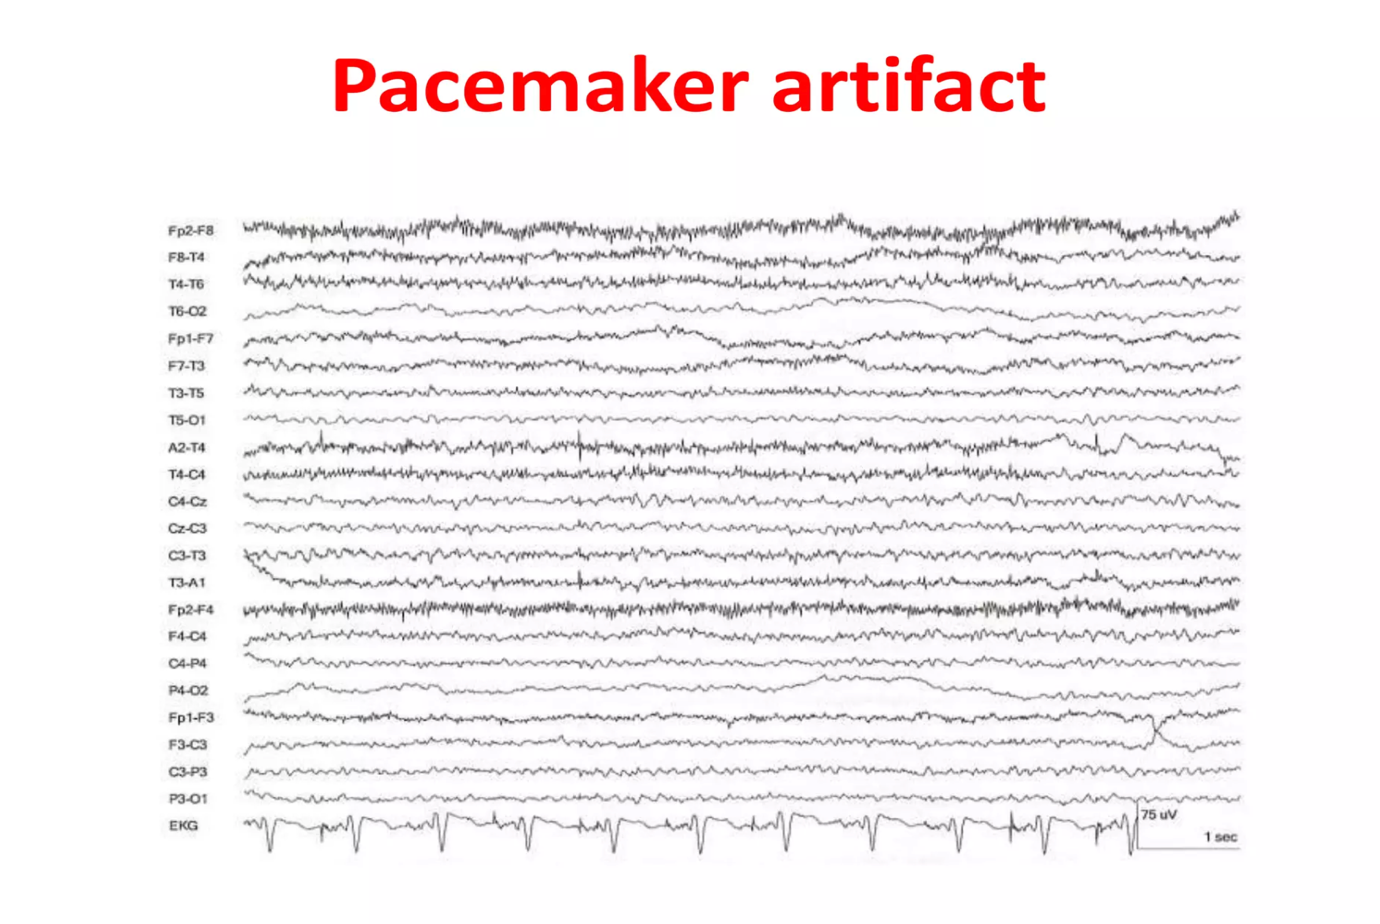 Pacemaker artifact
Fp2-F8
F8-T4
T4-T6
T6-O2
Fp1-F7
F7-T3
T3-T5
T5-O1
A2-T4
T4-C4
C4-Cz
Cz-C3
C3-T3
T3-A1
Fp2-F4
F4-C4
C4-P4
P4-O2
Fp1-F3
F3-C3
C3-P3
P3-O1
EKG
75 uV
1 sec